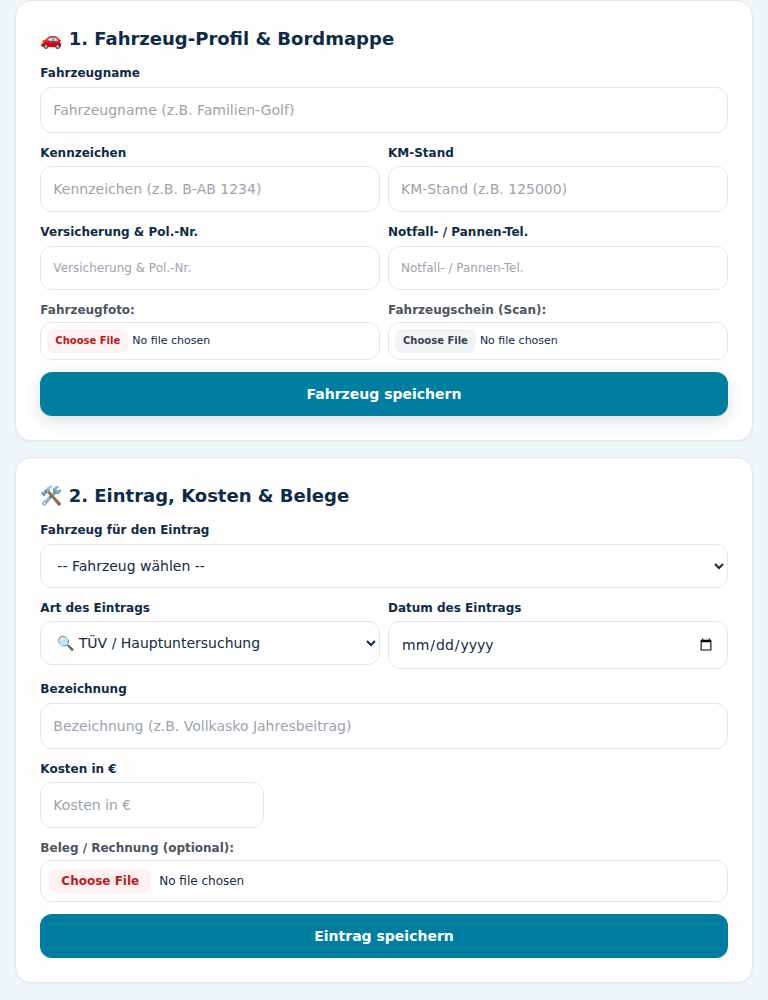 🚗 1. Fahrzeug-Profil & Bordmappe
Fahrzeugname
Fahrzeugname (z.B. Familien-Golf)
Kennzeichen KM-Stand
Kennzeichen (z.B. B-AB 1234) KM-Stand (z.B. 125000)
Versicherung & Pol.-Nr. Notfall- / Pannen-Tel.
Versicherung & Pol.-Nr. Notfall- / Pannen-Tel.
Fahrzeugfoto: Fahrzeugschein (Scan):
Choose File No file chosen Choose File No file chosen
Fahrzeug speichern
🛠️ 2. Eintrag, Kosten & Belege
Fahrzeug für den Eintrag
-- Fahrzeug wählen --
Art des Eintrags Datum des Eintrags
🔍 TÜV / Hauptuntersuchung mm/dd/yyyy
Bezeichnung
Bezeichnung (z.B. Vollkasko Jahresbeitrag)
Kosten in €
Kosten in €
Beleg / Rechnung (optional):
Choose File No file chosen
Eintrag speichern